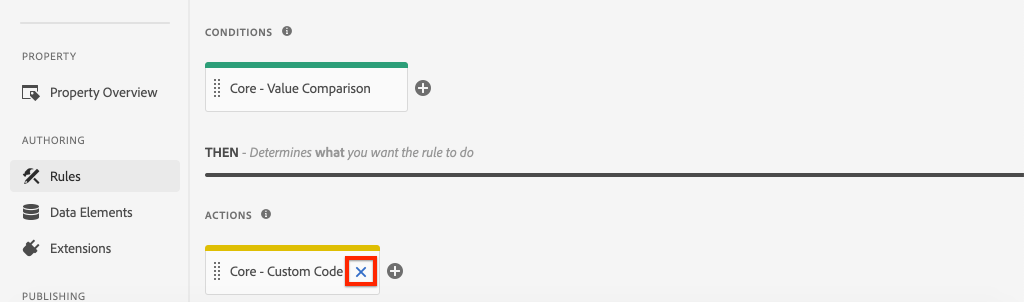 PROPERTY
Property Overview
AUTHORING
Rules
Data Elements
Extensions
PUBLISHING
CONDITIONS
Core - Value Comparison
THEN - Determines what you want the rule to do
ACTIONS
Core - Custom Code